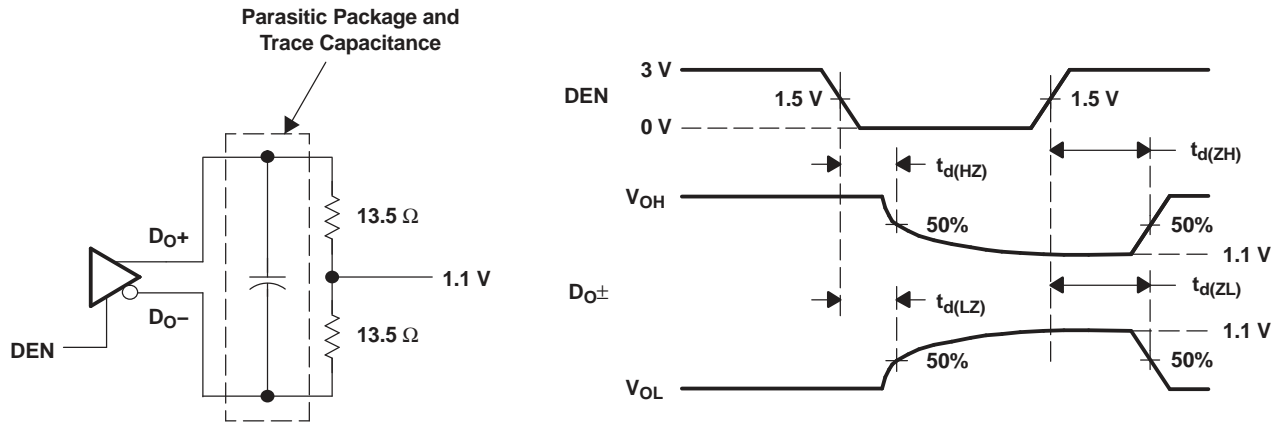 Parasitic Package and
Trace Capacitance
DO+
DO−
DEN
13.5 Ω
13.5 Ω
1.1 V
DEN
3 V
0 V
1.5 V
1.5 V
td(HZ)
td(ZH)
VOH
50%
50%
1.1 V
DO±
td(LZ)
td(ZL)
1.1 V
50%
50%
VOL